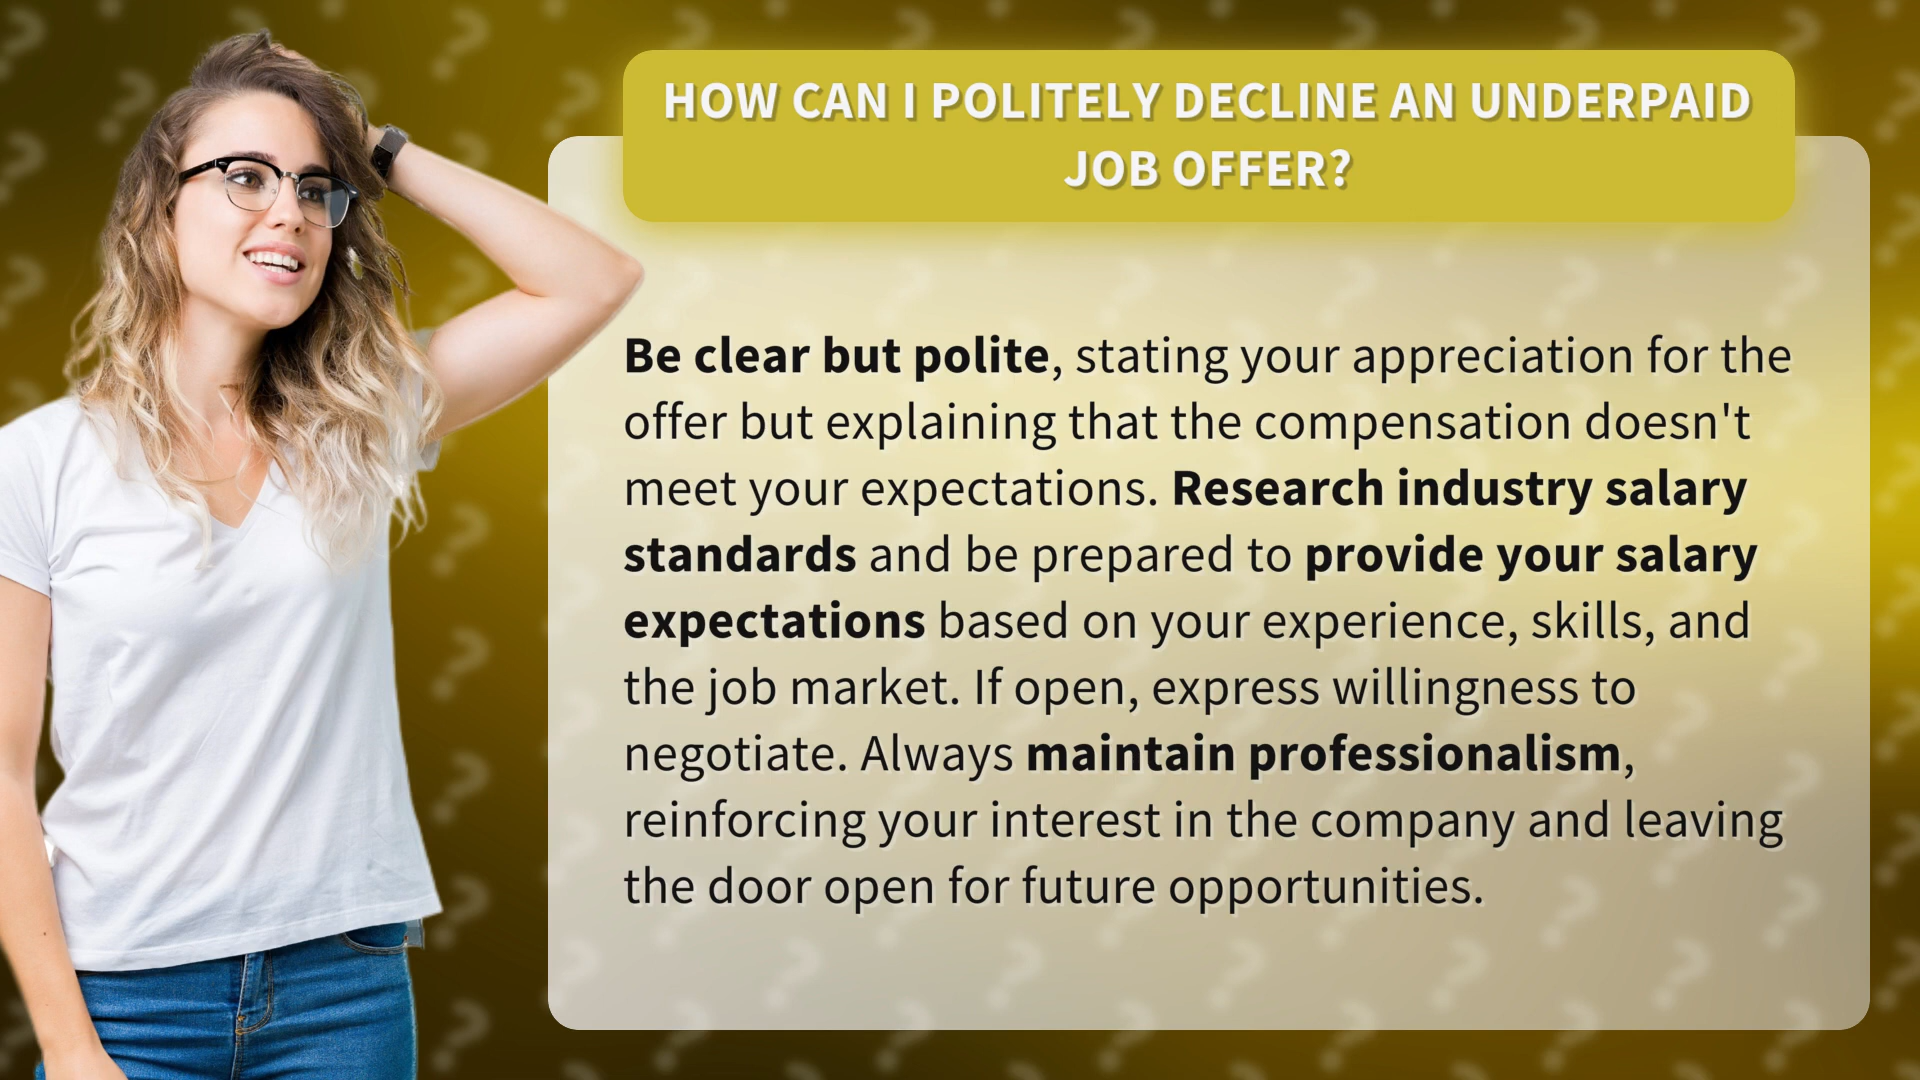 HOW CAN I POLITELY DECLINE AN UNDERPAID
JOB OFFER?
Be clear but polite, stating your appreciation for the
offer but explaining that the compensation doesn't
meet your expectations. Research industry salary
standards and be prepared to provide your salary
expectations based on your experience, skills, and
the job market. If open, express willingness to
negotiate. Always maintain professionalism,
reinforcing your interest in the company and leaving
the door open for future opportunities.